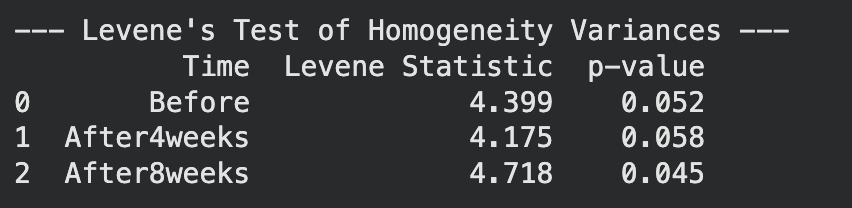 --- Levene's Test of Homogeneity Variances ---
Time Levene Statistic p-value
0 Before 4.399 0.052
1 After4weeks 4.175 0.058
2 After8weeks 4.718 0.045